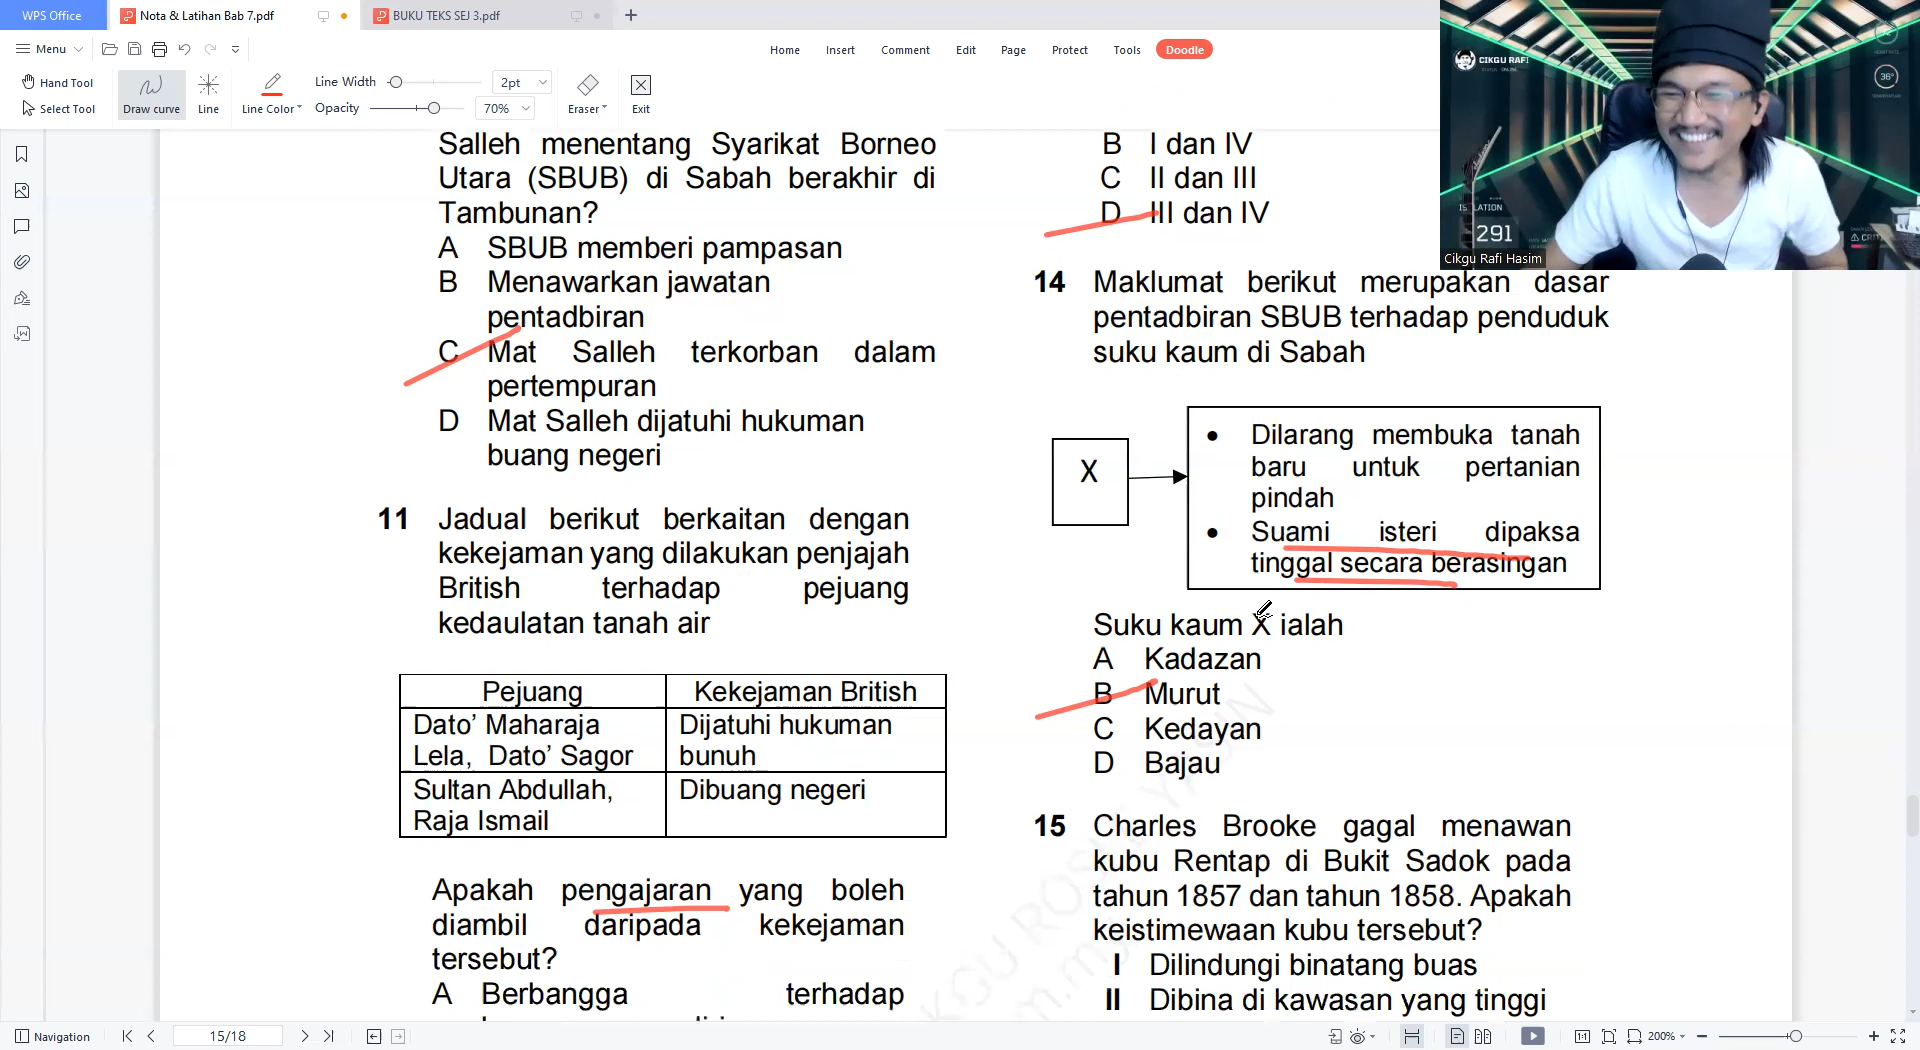 WPS Office
Nota & Latihan Bab 7.pdf
BUKU TEKS SEJ 3.pdf
Menu
Home
Insert
Comment
Edit
Page
Protect
Tools
Doodle
Hand Tool
Select Tool
Draw curve
Line
Line Color
Line Width
2pt
Opacity
70%
Eraser
Exit
CIKGU RAFI
36°
291
Cikgu Rafi Hasim
Salleh menentang Syarikat Borneo
Utara (SBUB) di Sabah berakhir di
Tambunan?
A SBUB memberi pampasan
B Menawarkan jawatan
pentadbiran
C Mat Salleh terkorban dalam
pertempuran
D Mat Salleh dijatuhi hukuman
buang negeri
11 Jadual berikut berkaitan dengan
kekejaman yang dilakukan penjajah
British terhadap pejuang
kedaulatan tanah air
Pejuang Kekejaman British
Dato’ Maharaja Dijatuhi hukuman
Lela, Dato’ Sagor bunuh
Sultan Abdullah, Dibuang negeri
Raja Ismail
Apakah pengajaran yang boleh
diambil daripada kekejaman
tersebut?
A Berbangga terhadap
B I dan IV
C II dan III
D III dan IV
14 Maklumat berikut merupakan dasar
pentadbiran SBUB terhadap penduduk
suku kaum di Sabah
X
• Dilarang membuka tanah
baru untuk pertanian
pindah
• Suami isteri dipaksa
tinggal secara berasingan
Suku kaum X ialah
A Kadazan
B Murut
C Kedayan
D Bajau
15 Charles Brooke gagal menawan
kubu Rentap di Bukit Sadok pada
tahun 1857 dan tahun 1858. Apakah
keistimewaan kubu tersebut?
I Dilindungi binatang buas
II Dibina di kawasan yang tinggi
Navigation
15/18
1:1
200%